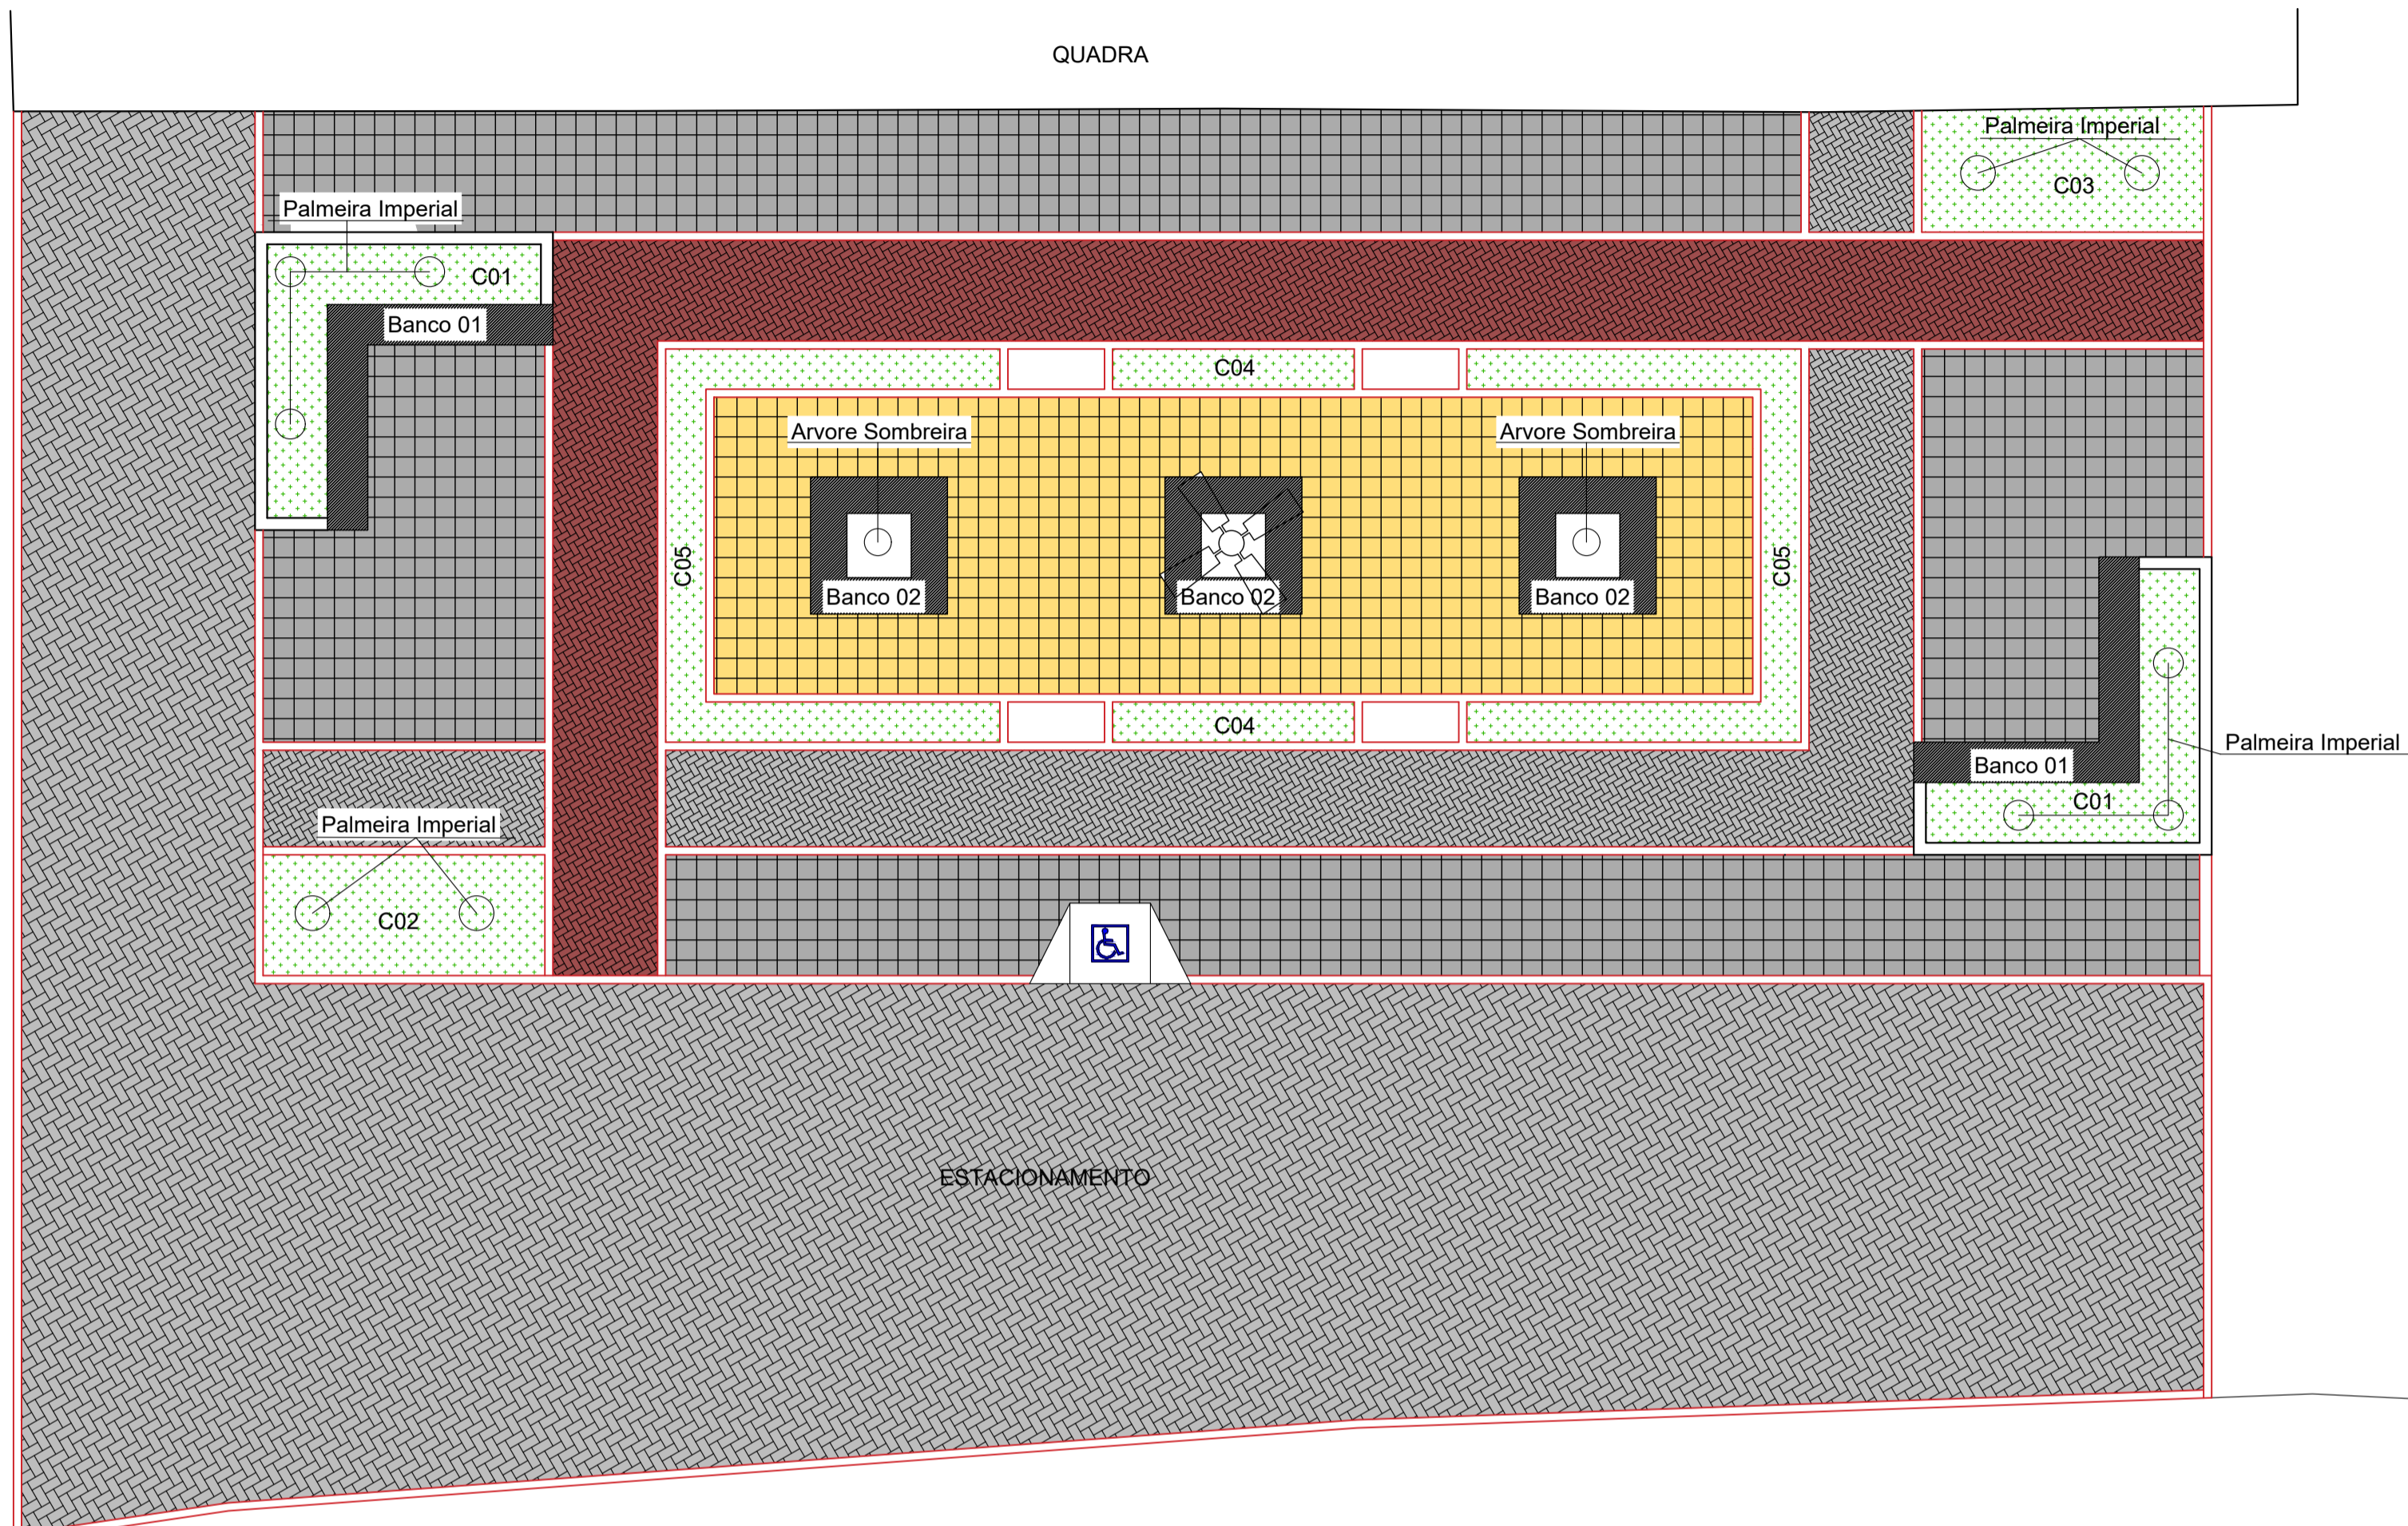 QUADRA
Palmeira Imperial
C03
Palmeira Imperial
C01
Banco 01
C04
Arvore Sombreira
Arvore Sombreira
C05
C05
Banco 02
Banco 02
Banco 02
C04
Palmeira Imperial
Banco 01
C01
Palmeira Imperial
C02
ESTACIONAMENTO